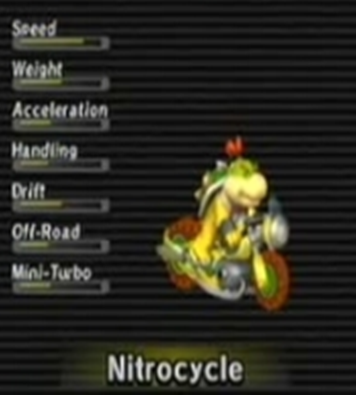 Speed
Weight
Acceleration
Handling
Drift
Off-Road
Mini-Turbo
Nitrocycle